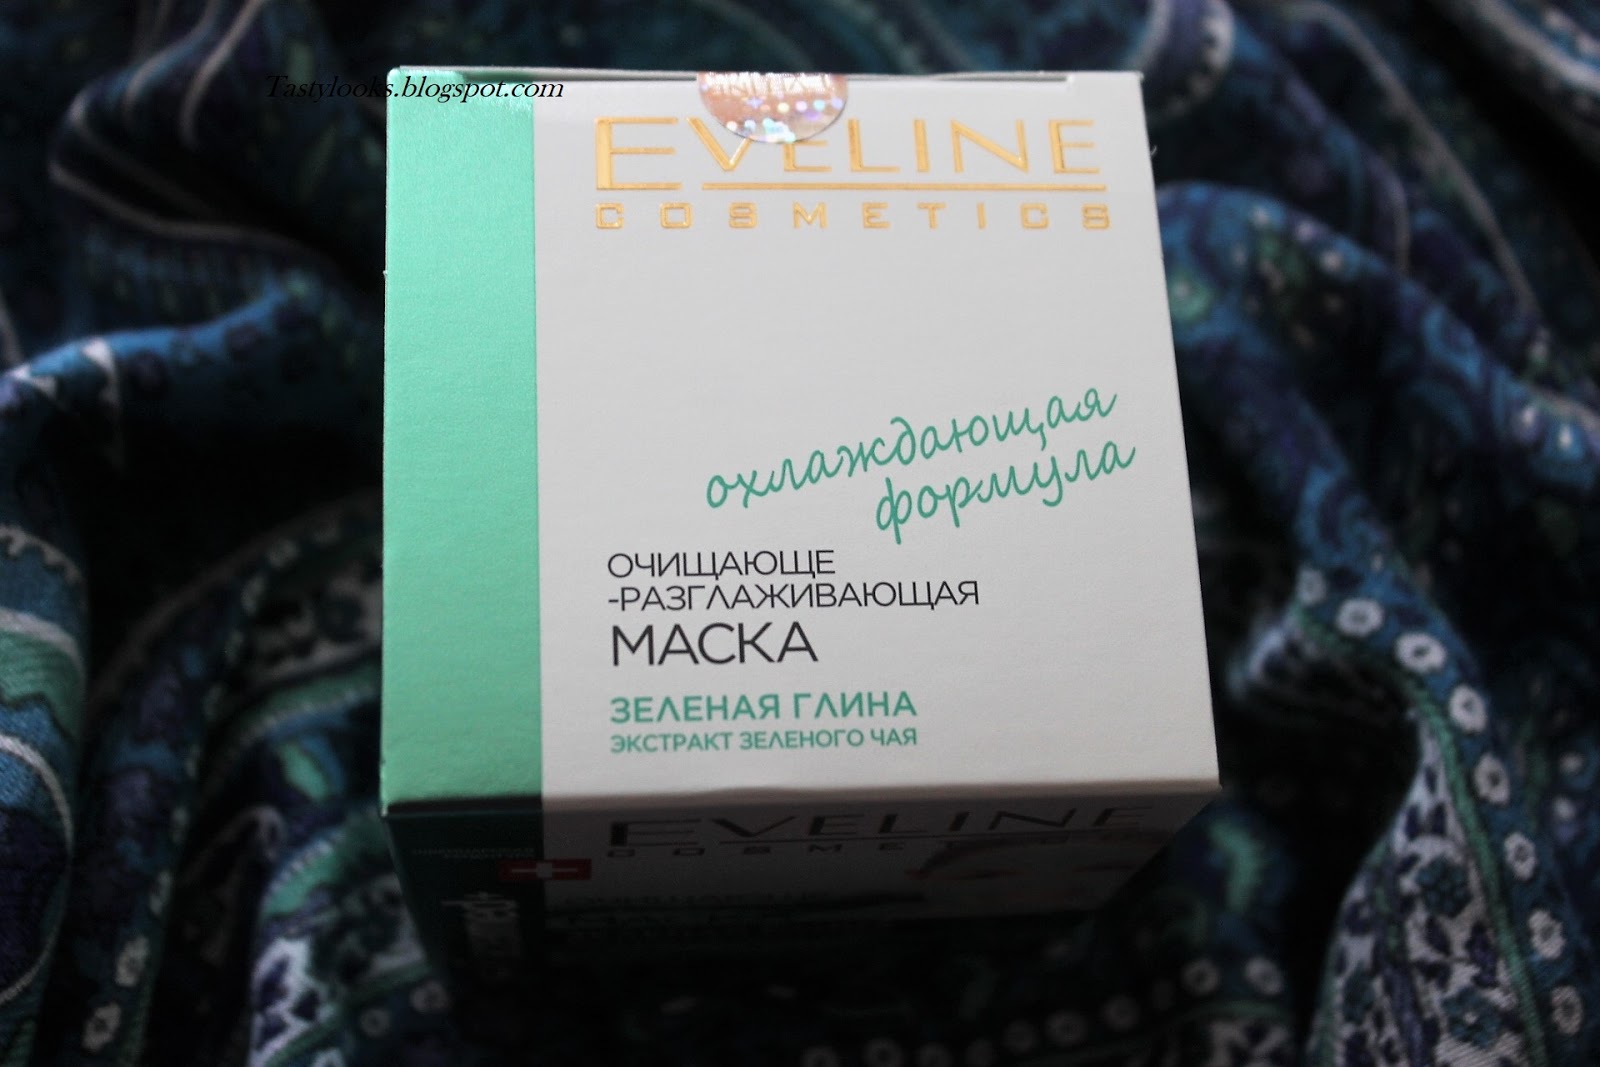 Tastylooks.blogspot.com
EVELINE
COSMETICS
охлаждающая
формула
ОЧИЩАЮЩЕ
-РАЗГЛАЖИВАЮЩАЯ
МАСКА
ЗЕЛЕНАЯ ГЛИНА
ЭКСТРАКТ ЗЕЛЕНОГО ЧАЯ
EVELINE
COSMETICS